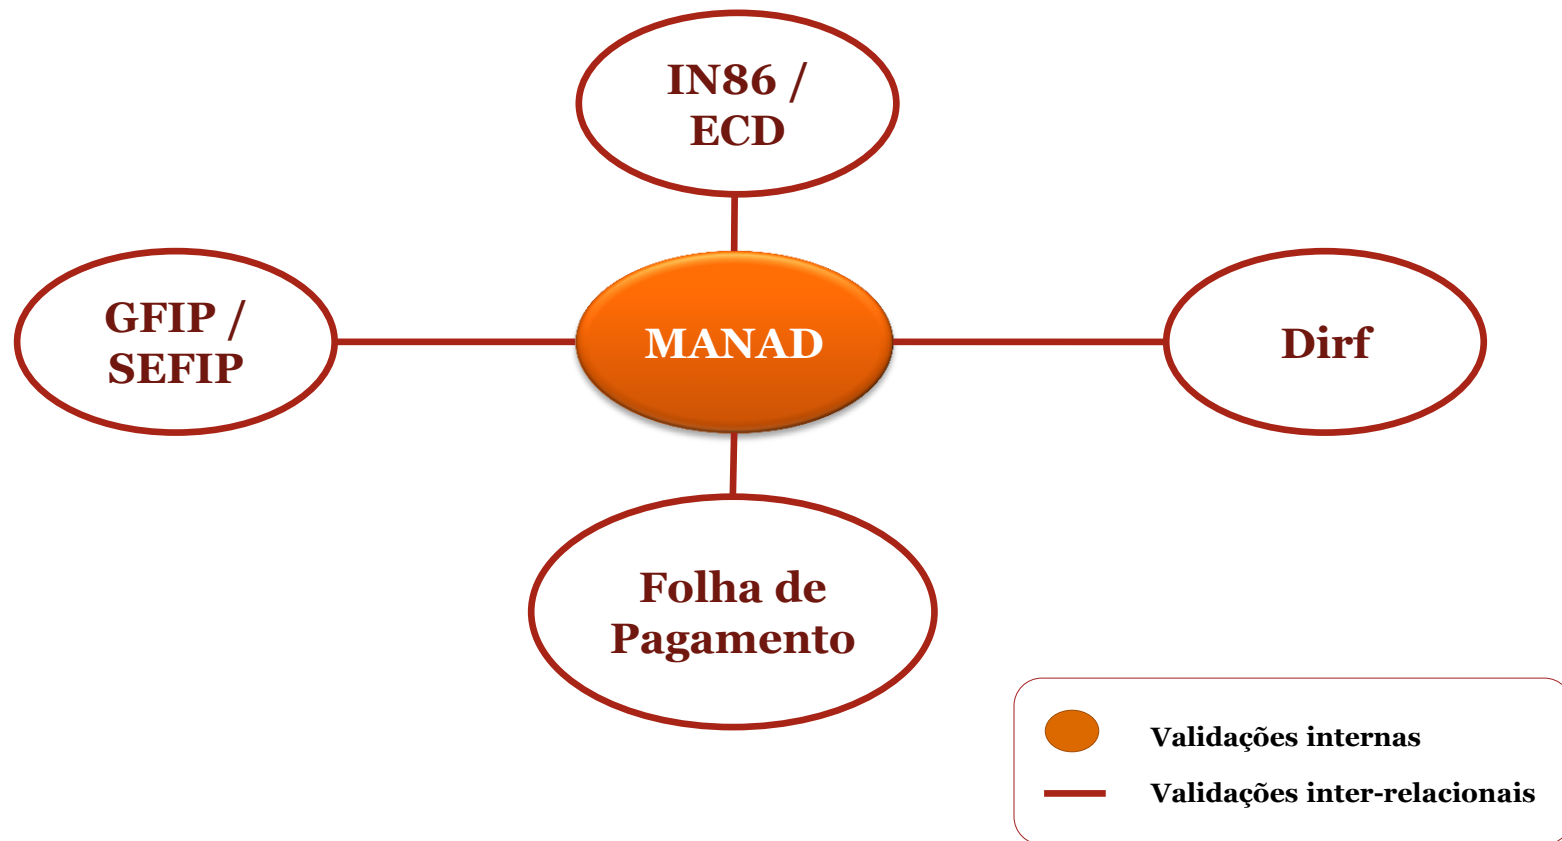 IN86 /
ECD
GFIP /
SEFIP
MANAD
Dirf
Folha de
Pagamento
Validações internas
Validações inter-relacionais